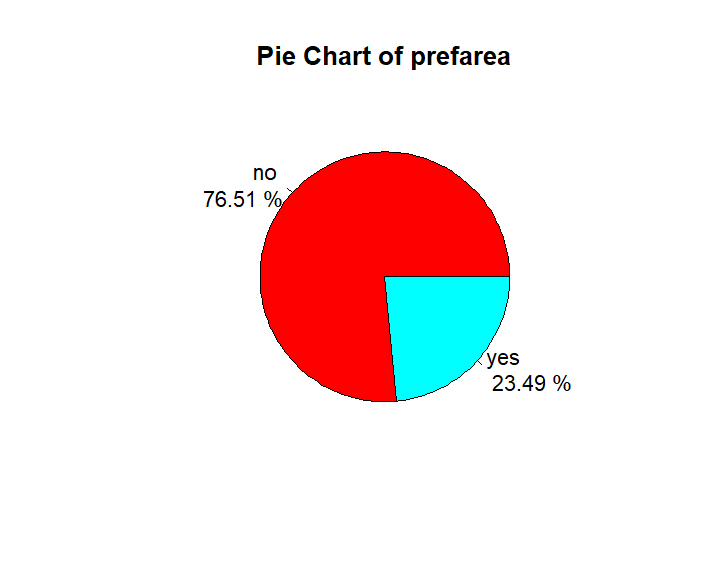 Pie Chart of prefarea
no
76.51 %
yes
23.49 %